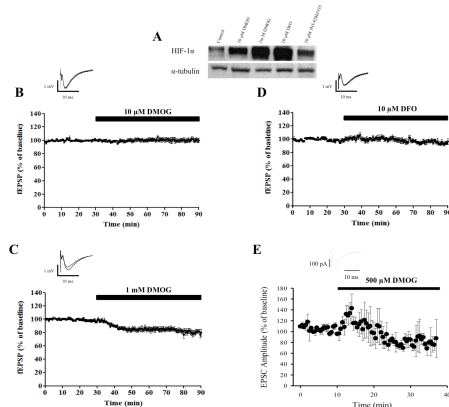 A
Control
10 µM DMOG
1m M DMOG
10 µM DFO
HIF-1α
α-tubulin
1 mV
10 ms
B
10 µM DMOG
fEPSP (% of baseline)
140
120
100
80
60
40
20
0
0 10 20 30 40 50 60 70 80 90
Time (min)
1 mV
10 ms
D
10 µM DFO
fEPSP (% of baseline)
140
120
100
80
60
40
20
0
0 10 20 30 40 50 60 70 80 90
Time (min)
C
1 mV
10 ms
1 mM DMOG
fEPSP (% of baseline)
140
120
100
80
60
40
20
0
0 10 20 30 40 50 60 70 80 90
Time (min)
E
100 pA
10 ms
500 µM DMOG
EPSC Amplitude (% of baseline)
180
160
140
120
100
80
60
40
20
0
0 10 20 30 40
Time (min)